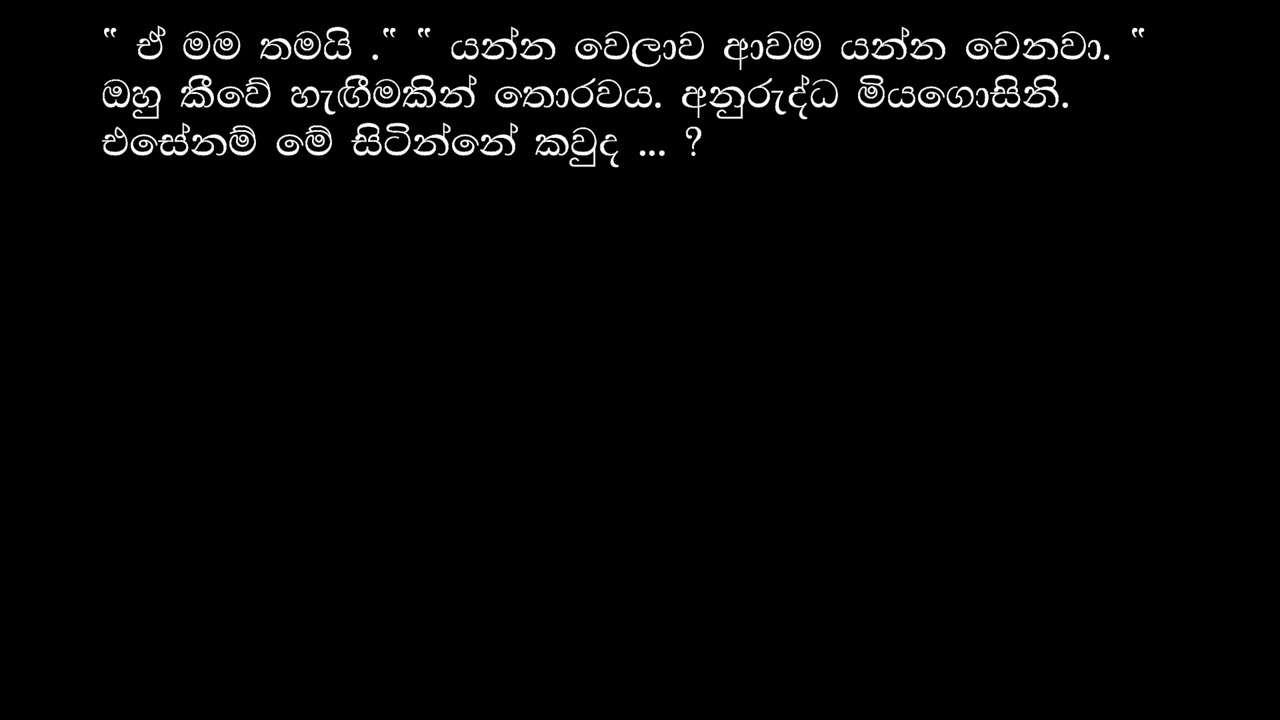 “ ඒ මම තමයි .“ “ යන්න වෙලාව ආවම යන්න වෙනවා. “
ඔහු කීවේ හැඟීමකින් තොරවය. අනුරුද්ධ මියගොසිනි.
එසේනම් මේ සිටින්නේ කවුද ... ?